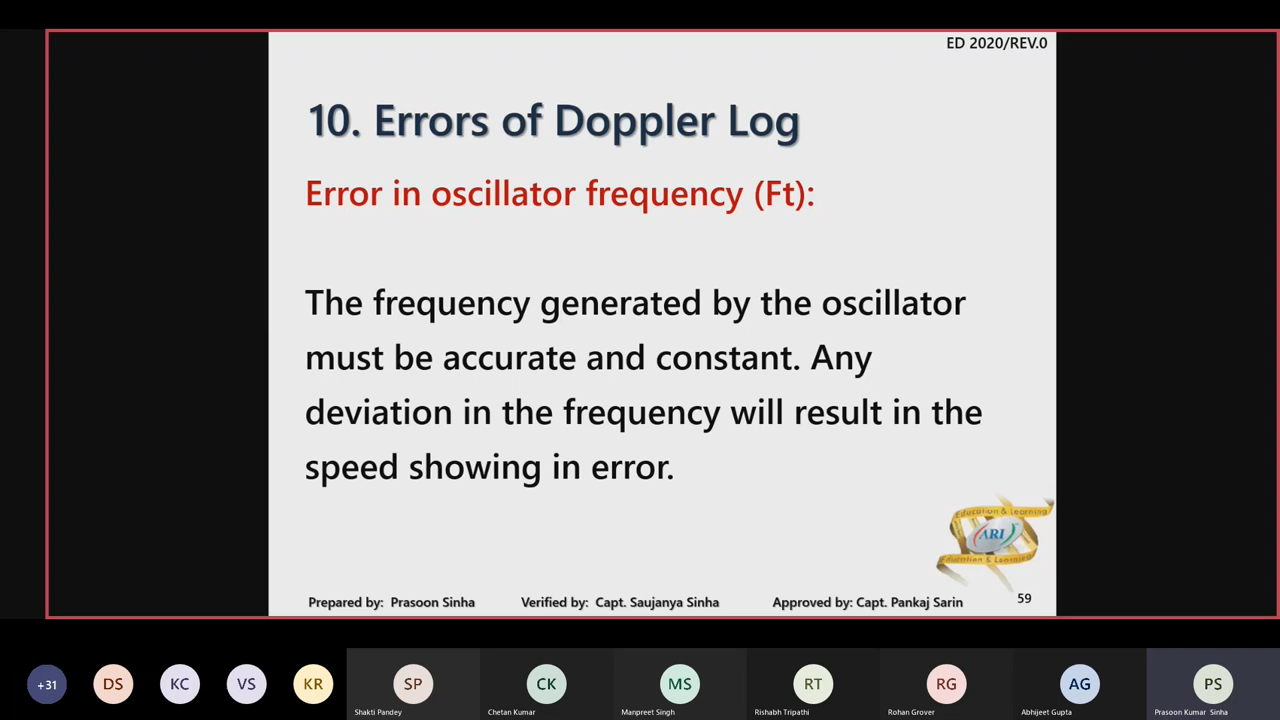 ED 2020/REV.0
10. Errors of Doppler Log
Error in oscillator frequency (Ft):
The frequency generated by the oscillator
must be accurate and constant. Any
deviation in the frequency will result in the
speed showing in error.
Education & Learning
ARI
Education & Learning
Prepared by: Prasoon Sinha Verified by: Capt. Saujanya Sinha Approved by: Capt. Pankaj Sarin 59
+31 DS KC VS KR SP CK MS RT RG AG PS
Shakti Pandey Chetan Kumar Manpreet Singh Rishabh Tripathi Rohan Grover Abhijeet Gupta Prasoon Kumar Sinha